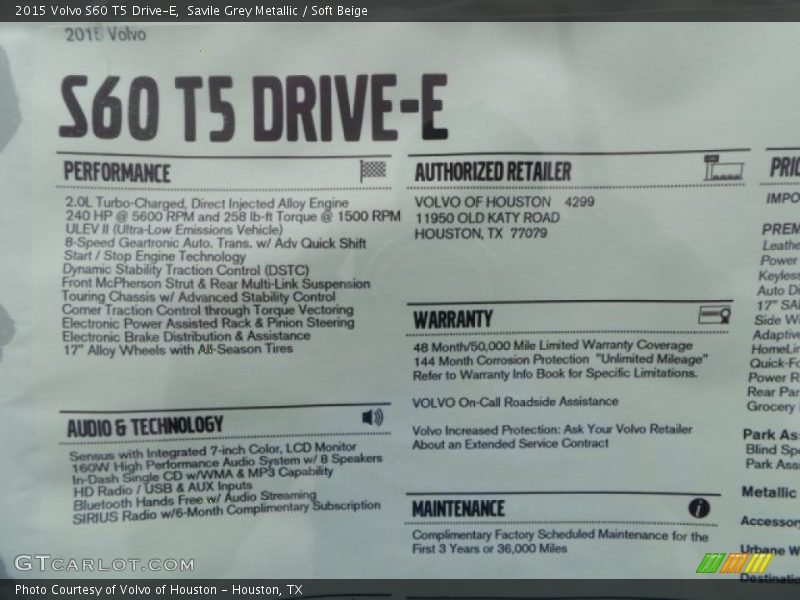 2015 Volvo S60 T5 Drive-E,  Savile Grey Metallic / Soft Beige
2015 Volvo
S60 T5 DRIVE-E
PERFORMANCE
2.0L Turbo-Charged, Direct Injected Alloy Engine
240 HP @ 5600 RPM and 258 lb-ft Torque @ 1500 RPM
ULEV II (Ultra-Low Emissions Vehicle)
8-Speed Geartronic Auto. Trans. w/ Adv Quick Shift
Start / Stop Engine Technology
Dynamic Stability Traction Control (DSTC)
Front McPherson Strut & Rear Multi-Link Suspension
Touring Chassis w/ Advanced Stability Control
Corner Traction Control through Torque Vectoring
Electronic Power Assisted Rack & Pinion Steering
Electronic Brake Distribution & Assistance
17" Alloy Wheels with All-Season Tires
AUDIO & TECHNOLOGY
Sensus with Integrated 7-inch Color, LCD Monitor
160W High Performance Audio System w/ 8 Speakers
In-Dash Single CD w/WMA & MP3 Capability
HD Radio / USB & AUX Inputs
Bluetooth Hands Free w/ Audio Streaming
SIRIUS Radio w/6-Month Complimentary Subscription
AUTHORIZED RETAILER
VOLVO OF HOUSTON 4299
11950 OLD KATY ROAD
HOUSTON, TX 77079
WARRANTY
48 Month/50,000 Mile Limited Warranty Coverage
144 Month Corrosion Protection "Unlimited Mileage"
Refer to Warranty Info Book for Specific Limitations.
VOLVO On-Call Roadside Assistance
Volvo Increased Protection: Ask Your Volvo Retailer
About an Extended Service Contract
MAINTENANCE
Complimentary Factory Scheduled Maintenance for the
First 3 Years or 36,000 Miles
PRIC
IMPO
PREM
Leathe
Power
Keyless
Auto Di
17" SA
Side Wi
Adaptive
HomeLin
Quick-Fo
Power R
Rear Par
Grocery
Park Ass
Blind Spo
Park Assi
Metallic
Accessory
Urbane W
Destinatio
GTCARLOT.COM
Photo Courtesy of Volvo of Houston - Houston, TX